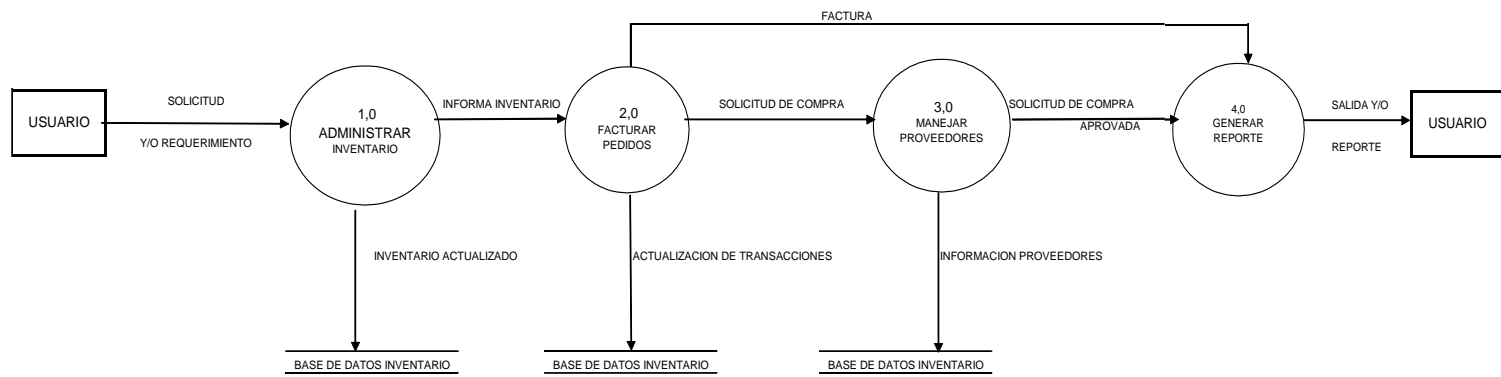 FACTURA
USUARIO
SOLICITUD
Y/O REQUERIMIENTO
1,0
ADMINISTRAR
INVENTARIO
INFORMA INVENTARIO
2,0
FACTURAR
PEDIDOS
SOLICITUD DE COMPRA
3,0
MANEJAR
PROVEEDORES
SOLICITUD DE COMPRA
APROVADA
4,0
GENERAR
REPORTE
SALIDA Y/O
REPORTE
USUARIO
INVENTARIO ACTUALIZADO
ACTUALIZACION DE TRANSACCIONES
INFORMACION PROVEEDORES
BASE DE DATOS INVENTARIO
BASE DE DATOS INVENTARIO
BASE DE DATOS INVENTARIO